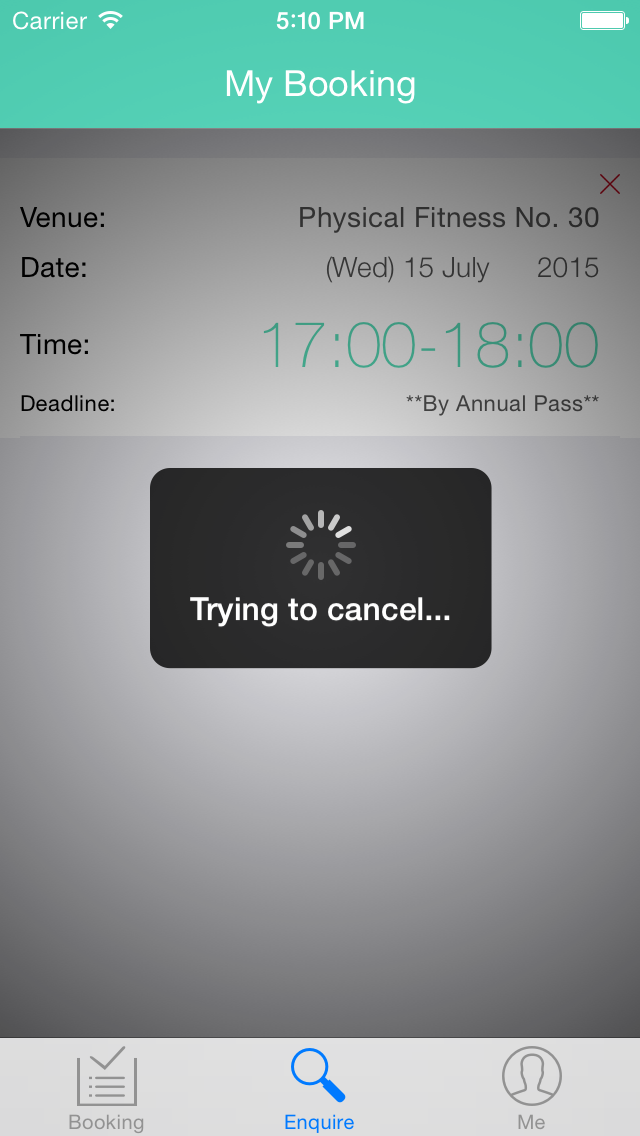 Carrier 5:10 PM
My Booking
Venue: Physical Fitness No. 30
Date: (Wed) 15 July 2015
Time: 17:00-18:00
Deadline: **By Annual Pass**
Trying to cancel...
Booking Enquire Me